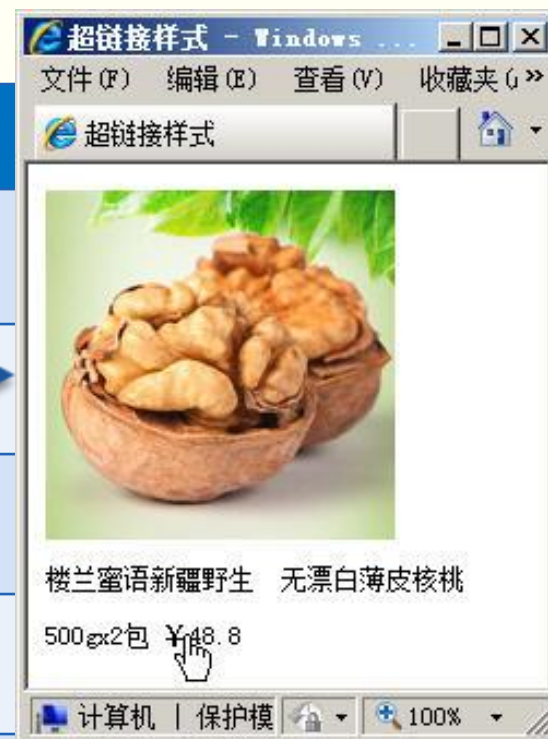 超链接样式 - Windows ...
文件(F) 编辑(E) 查看(V) 收藏夹(
超链接样式
楼兰蜜语新疆野生 无漂白薄皮核桃
500gx2包 ¥48.8
计算机 | 保护模
100%